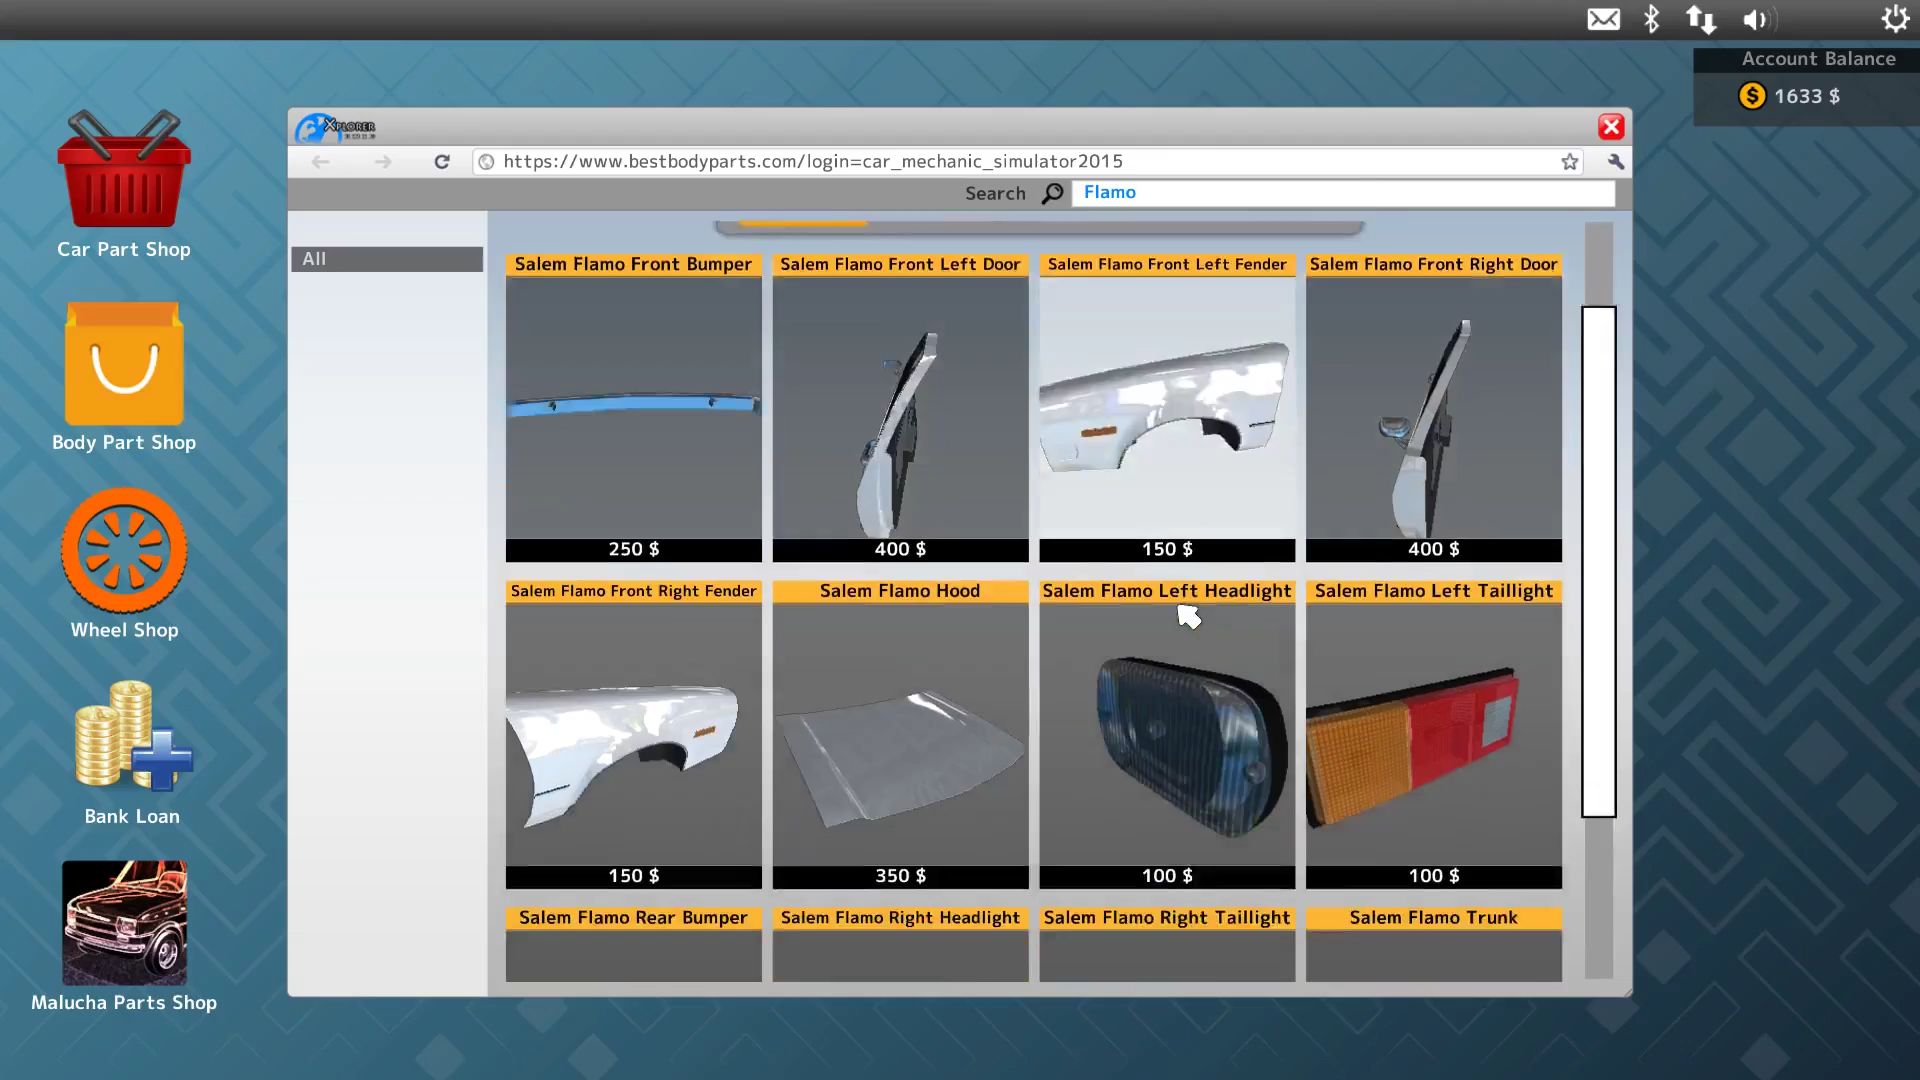 Account Balance
1633 $
XPLORER
https://www.bestbodyparts.com/login=car_mechanic_simulator2015
Search
Flamo
All
Car Part Shop
Body Part Shop
Wheel Shop
Bank Loan
Malucha Parts Shop
Salem Flamo Front Bumper
Salem Flamo Front Left Door
Salem Flamo Front Left Fender
Salem Flamo Front Right Door
250 $
400 $
150 $
400 $
Salem Flamo Front Right Fender
Salem Flamo Hood
Salem Flamo Left Headlight
Salem Flamo Left Taillight
150 $
350 $
100 $
100 $
Salem Flamo Rear Bumper
Salem Flamo Right Headlight
Salem Flamo Right Taillight
Salem Flamo Trunk